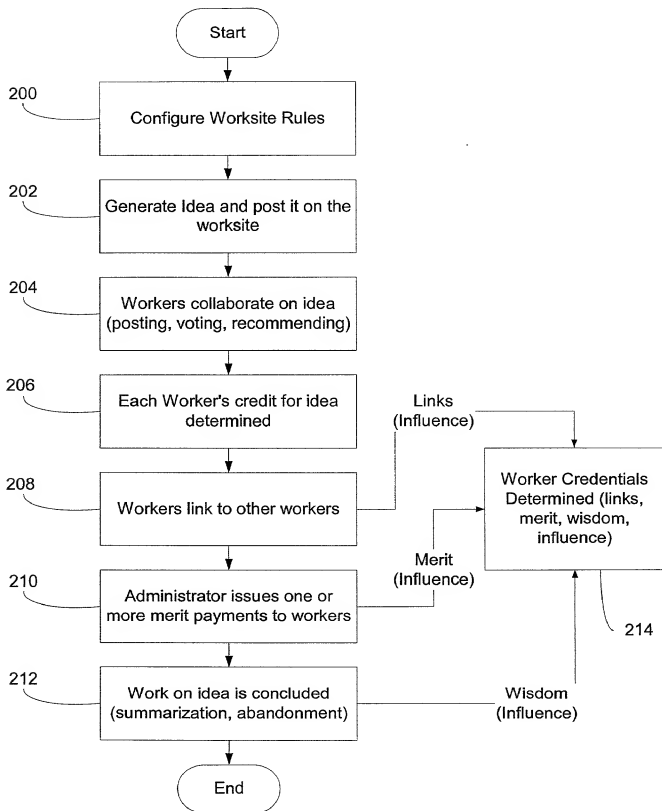 Start
200
Configure Worksite Rules
202
Generate Idea and post it on the
worksite
204
Workers collaborate on idea
(posting, voting, recommending)
206
Each Worker's credit for idea
determined
Links
(Influence)
208
Workers link to other workers
Worker Credentials
Determined (links,
merit, wisdom,
influence)
Merit
(Influence)
210
Administrator issues one or
more merit payments to workers
214
212
Work on idea is concluded
(summarization, abandonment)
Wisdom
(Influence)
End